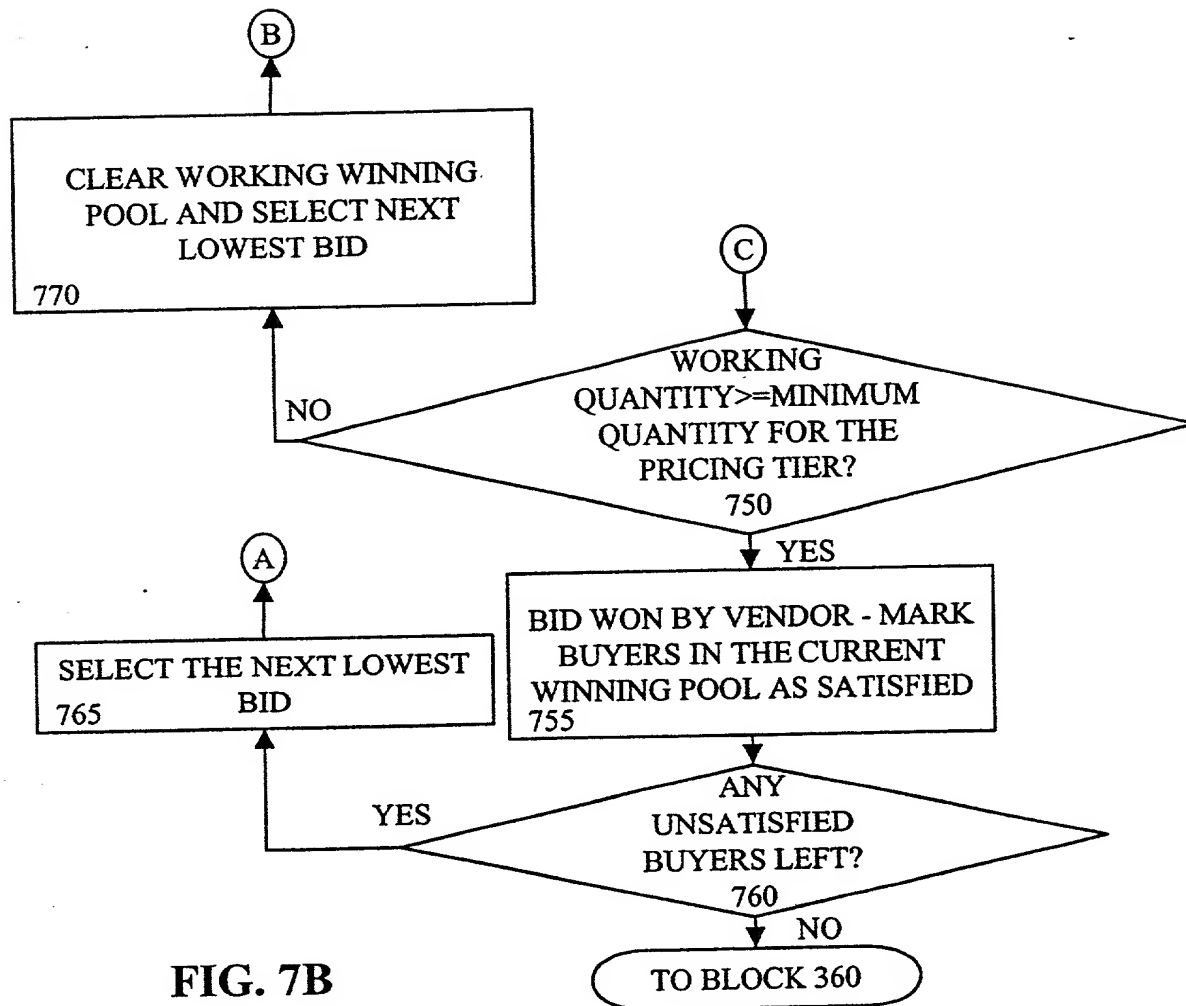 B
CLEAR WORKING WINNING
POOL AND SELECT NEXT
LOWEST BID
770
C
WORKING
QUANTITY>=MINIMUM
QUANTITY FOR THE
PRICING TIER?
750
NO
YES
A
BID WON BY VENDOR - MARK
BUYERS IN THE CURRENT
WINNING POOL AS SATISFIED
755
SELECT THE NEXT LOWEST
BID
765
ANY
UNSATISFIED
BUYERS LEFT?
760
YES
NO
TO BLOCK 360
FIG. 7B